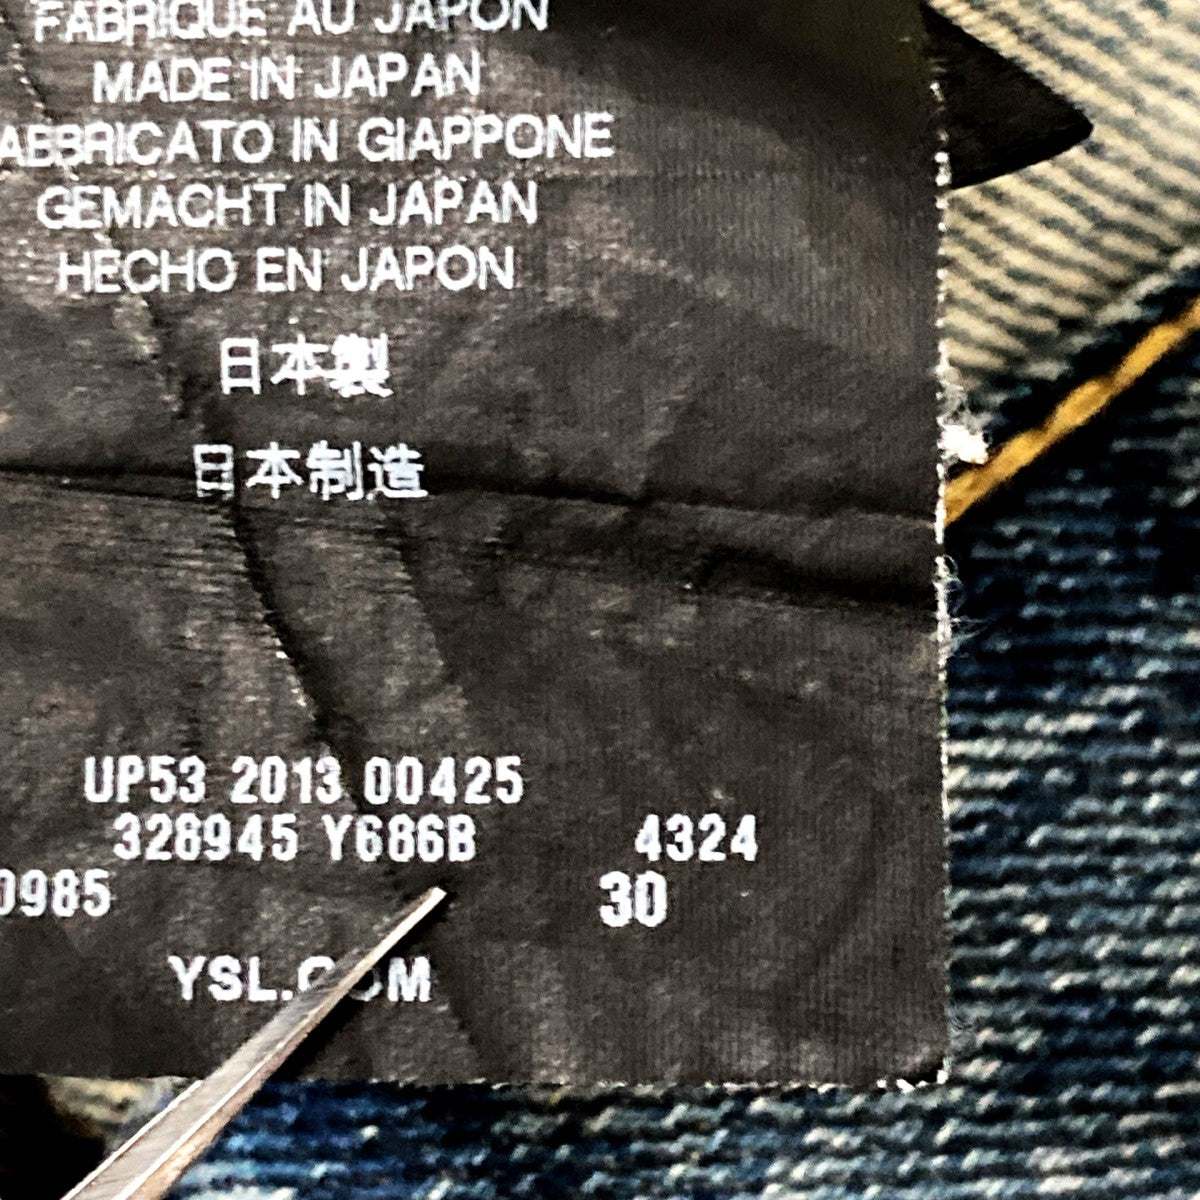 FABRIQUE AU JAPON
MADE IN JAPAN
FABBRICATO IN GIAPPONE
GEMACHT IN JAPAN
HECHO EN JAPON
日本製
日本制造
UP53 2013 00425
328945 Y686B 4324
0985 30
YSL.COM